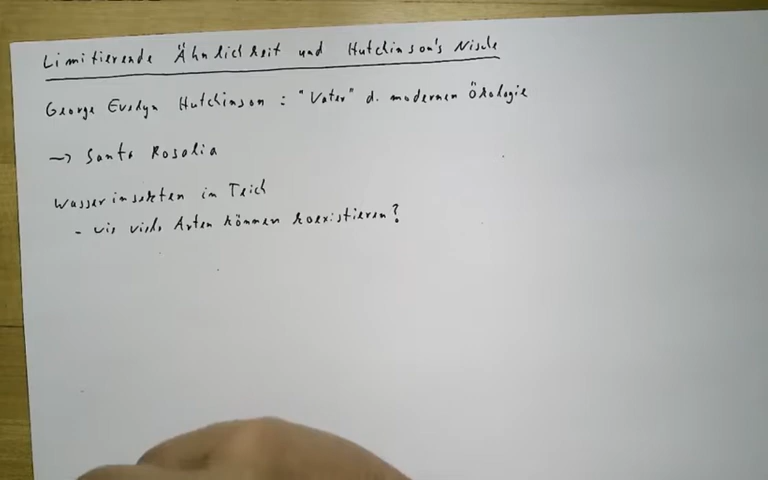 Limitierende Ähnlichkeit und Hutchinson's Nische
George Evelyn Hutchinson : "Vater" d. modernen Ökologie
→ Santa Rosalia
Wasserinsekten in Teich
- wie viele Arten können koexistieren?